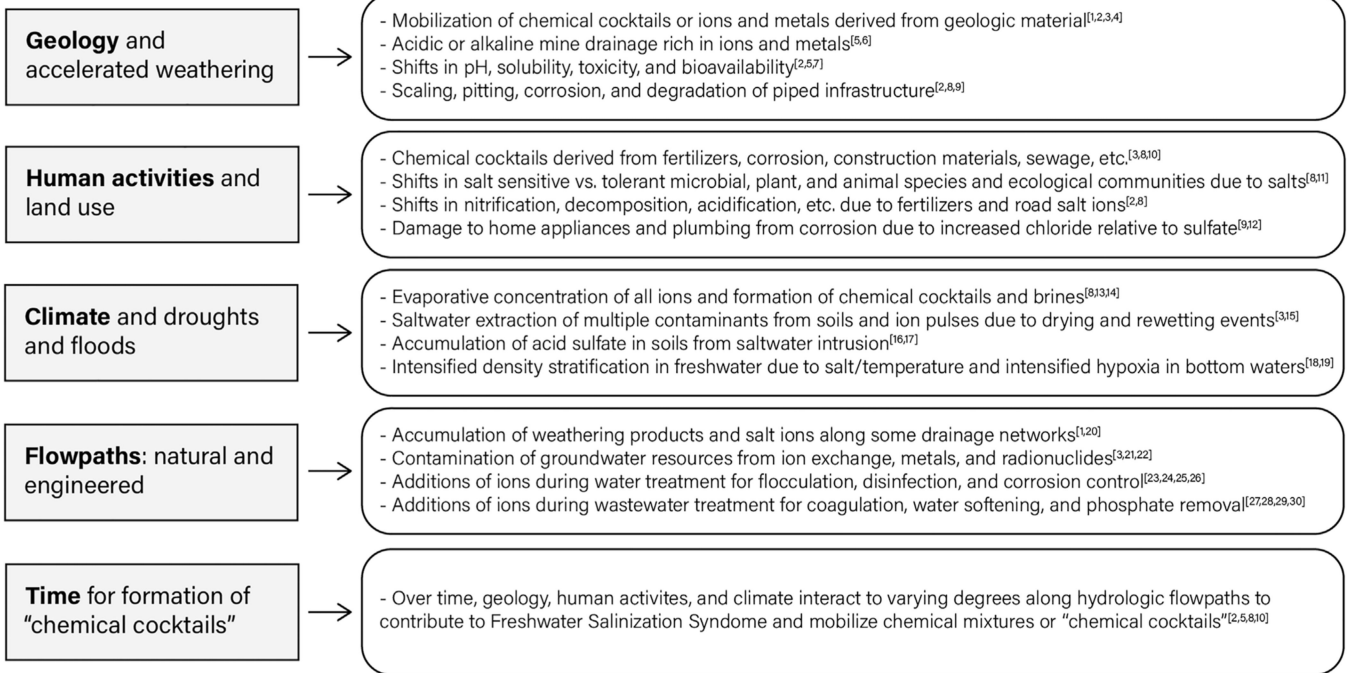 Geology and
accelerated weathering
- Mobilization of chemical cocktails or ions and metals derived from geologic material[1,2,3,4]
- Acidic or alkaline mine drainage rich in ions and metals[5,6]
- Shifts in pH, solubility, toxicity, and bioavailability[2,5,7]
- Scaling, pitting, corrosion, and degradation of piped infrastructure[2,8,9]
Human activities and
land use
- Chemical cocktails derived from fertilizers, corrosion, construction materials, sewage, etc.[3,8,10]
- Shifts in salt sensitive vs. tolerant microbial, plant, and animal species and ecological communities due to salts[8,11]
- Shifts in nitrification, decomposition, acidification, etc. due to fertilizers and road salt ions[2,8]
- Damage to home appliances and plumbing from corrosion due to increased chloride relative to sulfate[9,12]
Climate and droughts
and floods
- Evaporative concentration of all ions and formation of chemical cocktails and brines[8,13,14]
- Saltwater extraction of multiple contaminants from soils and ion pulses due to drying and rewetting events[3,15]
- Accumulation of acid sulfate in soils from saltwater intrusion[16,17]
- Intensified density stratification in freshwater due to salt/temperature and intensified hypoxia in bottom waters[18,19]
Flowpaths: natural and
engineered
- Accumulation of weathering products and salt ions along some drainage networks[1,20]
- Contamination of groundwater resources from ion exchange, metals, and radionuclides[3,21,22]
- Additions of ions during water treatment for flocculation, disinfection, and corrosion control[23,24,25,26]
- Additions of ions during wastewater treatment for coagulation, water softening, and phosphate removal[27,28,29,30]
Time for formation of
“chemical cocktails”
- Over time, geology, human activites, and climate interact to varying degrees along hydrologic flowpaths to
contribute to Freshwater Salinization Syndome and mobilize chemical mixtures or “chemical cocktails”[2,5,8,10]